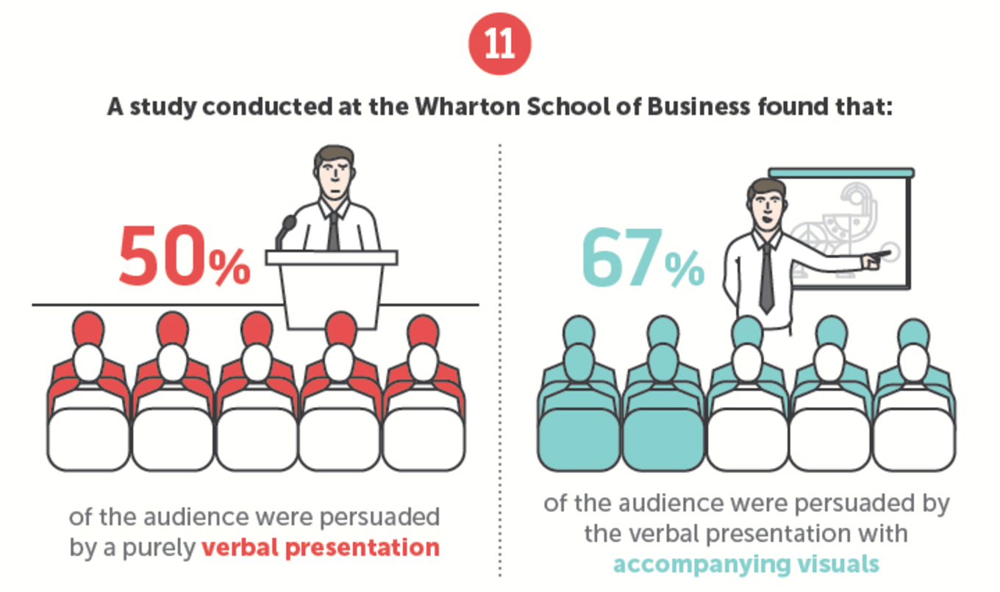 11
A study conducted at the Wharton School of Business found that:
50%
of the audience were persuaded
by a purely verbal presentation
67%
of the audience were persuaded by
the verbal presentation with
accompanying visuals